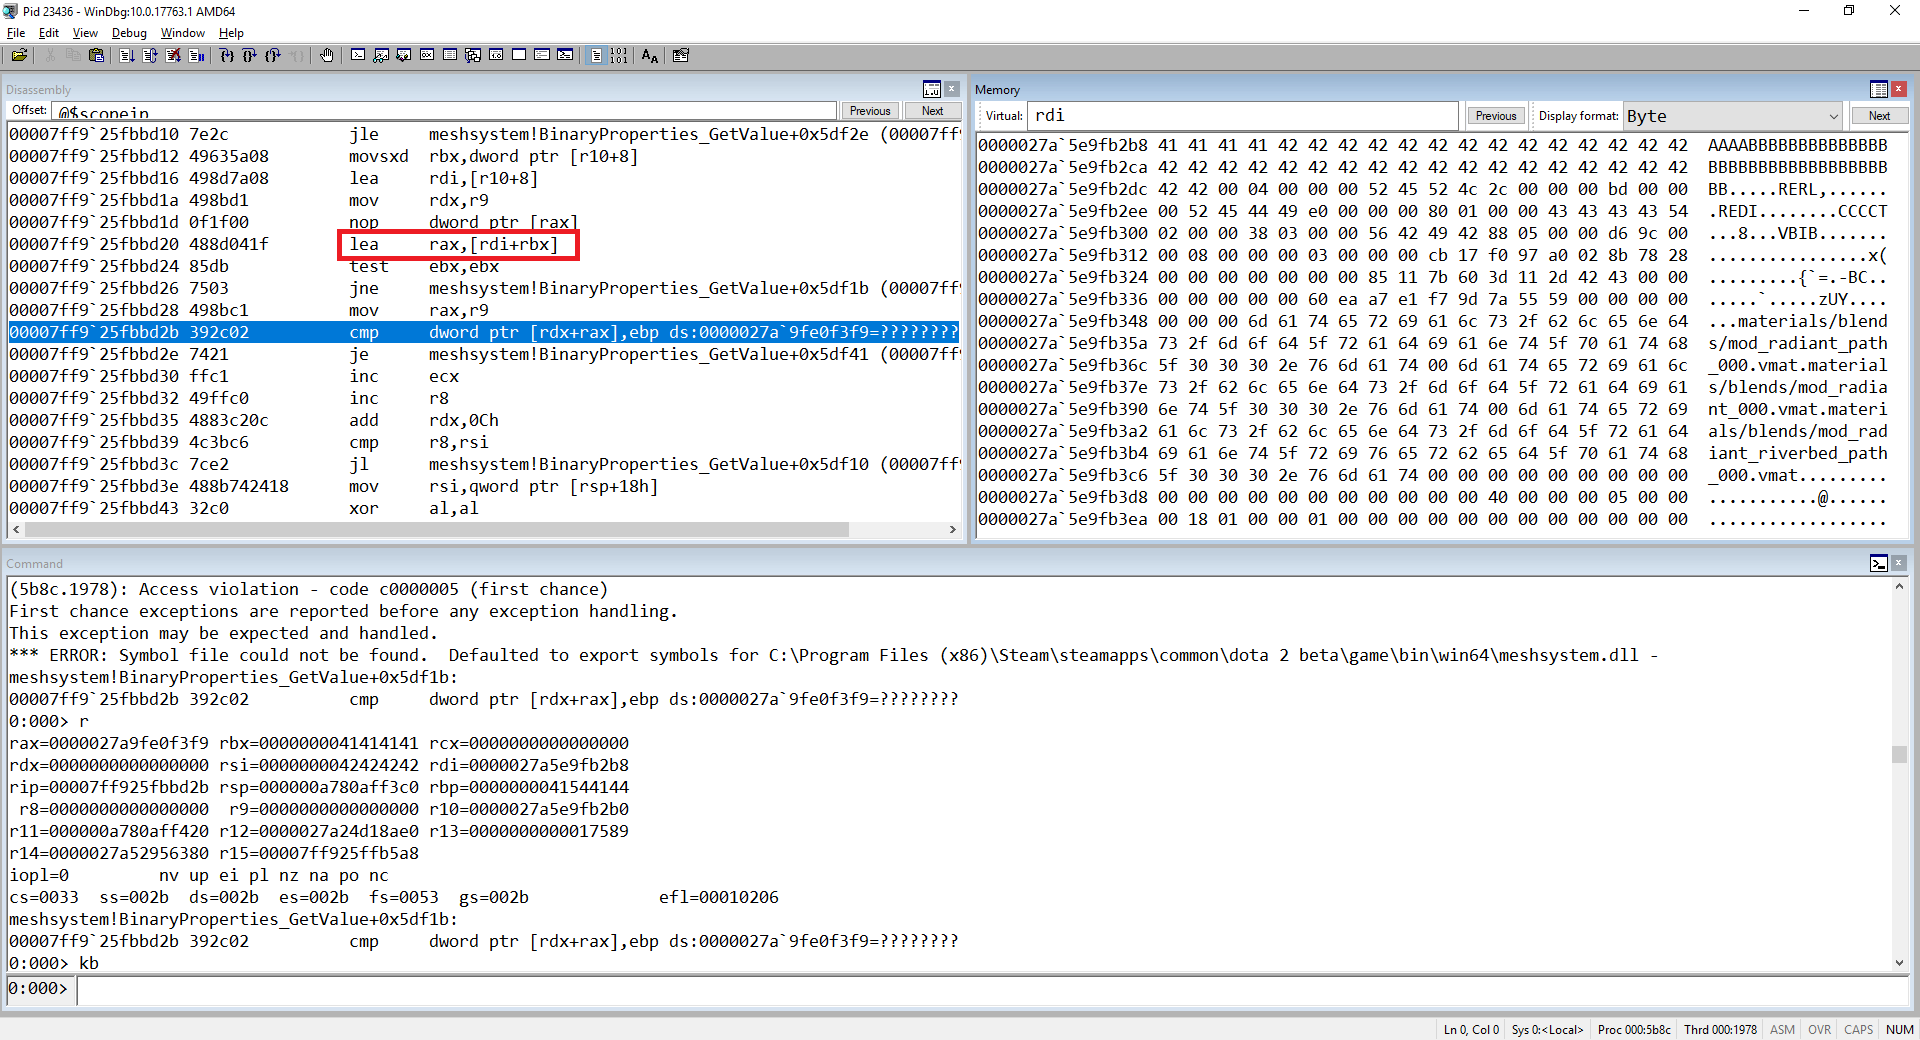 Pid 23436 - WinDbg:10.0.17763.1 AMD64
File Edit View Debug Window Help
Disassembly
Offset: @$scopeip Previous Next
00007ff9`25fbbd10 7e2c jle meshsystem!BinaryProperties_GetValue+0x5df2e (00007ff9
00007ff9`25fbbd12 49635a08 movsxd rbx,dword ptr [r10+8]
00007ff9`25fbbd16 498d7a08 lea rdi,[r10+8]
00007ff9`25fbbd1a 498bd1 mov rdx,r9
00007ff9`25fbbd1d 0f1f00 nop dword ptr [rax]
00007ff9`25fbbd20 488d041f lea rax,[rdi+rbx]
00007ff9`25fbbd24 85db test ebx,ebx
00007ff9`25fbbd26 7503 jne meshsystem!BinaryProperties_GetValue+0x5df1b (00007ff9
00007ff9`25fbbd28 498bc1 mov rax,r9
00007ff9`25fbbd2b 392c02 cmp dword ptr [rdx+rax],ebp ds:0000027a`9fe0f3f9=????????
00007ff9`25fbbd2e 7421 je meshsystem!BinaryProperties_GetValue+0x5df41 (00007ff9
00007ff9`25fbbd30 ffc1 inc ecx
00007ff9`25fbbd32 49ffc0 inc r8
00007ff9`25fbbd35 4883c20c add rdx,0Ch
00007ff9`25fbbd39 4c3bc6 cmp r8,rsi
00007ff9`25fbbd3c 7ce2 jl meshsystem!BinaryProperties_GetValue+0x5df10 (00007ff9
00007ff9`25fbbd3e 488b742418 mov rsi,qword ptr [rsp+18h]
00007ff9`25fbbd43 32c0 xor al,al
Memory
Virtual: rdi Previous Display format: Byte Next
0000027a`5e9fb2b8 41 41 41 41 42 42 42 42 42 42 42 42 42 42 42 42 42 42 AAAABBBBBBBBBBBBBB
0000027a`5e9fb2ca 42 42 42 42 42 42 42 42 42 42 42 42 42 42 42 42 42 42 BBBBBBBBBBBBBBBBBB
0000027a`5e9fb2dc 42 42 00 04 00 00 00 52 45 52 4c 2c 00 00 00 bd 00 00 BB.....RERL,......
0000027a`5e9fb2ee 00 52 45 44 49 e0 00 00 00 80 01 00 00 43 43 43 43 54 .REDI........CCCCT
0000027a`5e9fb300 02 00 00 38 03 00 00 56 42 49 42 88 05 00 00 d6 9c 00 ...8...VBIB.......
0000027a`5e9fb312 00 08 00 00 00 03 00 00 00 cb 17 f0 97 a0 02 8b 78 28 ................x(
0000027a`5e9fb324 00 00 00 00 00 00 00 85 11 7b 60 3d 11 2d 42 43 00 00 .........{`=.-BC..
0000027a`5e9fb336 00 00 00 00 00 60 ea a7 e1 f7 9d 7a 55 59 00 00 00 00 .....`.....zUY....
0000027a`5e9fb348 00 00 00 6d 61 74 65 72 69 61 6c 73 2f 62 6c 65 6e 64 ...materials/blend
0000027a`5e9fb35a 73 2f 6d 6f 64 5f 72 61 64 69 61 6e 74 5f 70 61 74 68 s/mod_radiant_path
0000027a`5e9fb36c 5f 30 30 30 2e 76 6d 61 74 00 6d 61 74 65 72 69 61 6c _000.vmat.material
0000027a`5e9fb37e 73 2f 62 6c 65 6e 64 73 2f 6d 6f 64 5f 72 61 64 69 61 s/blends/mod_radia
0000027a`5e9fb390 6e 74 5f 30 30 30 2e 76 6d 61 74 00 6d 61 74 65 72 69 nt_000.vmat.materi
0000027a`5e9fb3a2 61 6c 73 2f 62 6c 65 6e 64 73 2f 6d 6f 64 5f 72 61 64 als/blends/mod_rad
0000027a`5e9fb3b4 69 61 6e 74 5f 72 69 76 65 72 62 65 64 5f 70 61 74 68 iant_riverbed_path
0000027a`5e9fb3c6 5f 30 30 30 2e 76 6d 61 74 00 00 00 00 00 00 00 00 00 _000.vmat.........
0000027a`5e9fb3d8 00 00 00 00 00 00 00 00 00 00 00 40 00 00 00 05 00 00 ...........@......
0000027a`5e9fb3ea 00 18 01 00 00 01 00 00 00 00 00 00 00 00 00 00 00 00 ..................
Command
(5b8c.1978): Access violation - code c0000005 (first chance)
First chance exceptions are reported before any exception handling.
This exception may be expected and handled.
*** ERROR: Symbol file could not be found.  Defaulted to export symbols for C:\Program Files (x86)\Steam\steamapps\common\dota 2 beta\game\bin\win64\meshsystem.dll -
meshsystem!BinaryProperties_GetValue+0x5df1b:
00007ff9`25fbbd2b 392c02 cmp dword ptr [rdx+rax],ebp ds:0000027a`9fe0f3f9=????????
0:000> r
rax=0000027a9fe0f3f9 rbx=0000000041414141 rcx=0000000000000000
rdx=0000000000000000 rsi=0000000042424242 rdi=0000027a5e9fb2b8
rip=00007ff925fbbd2b rsp=000000a780aff3c0 rbp=0000000041544144
r8=0000000000000000 r9=0000000000000000 r10=0000027a5e9fb2b0
r11=000000a780aff420 r12=0000027a24d18ae0 r13=0000000000017589
r14=0000027a52956380 r15=00007ff925ffb5a8
iopl=0 nv up ei pl nz na po nc
cs=0033 ss=002b ds=002b es=002b fs=0053 gs=002b efl=00010206
meshsystem!BinaryProperties_GetValue+0x5df1b:
00007ff9`25fbbd2b 392c02 cmp dword ptr [rdx+rax],ebp ds:0000027a`9fe0f3f9=????????
0:000> kb
0:000>
Ln 0, Col 0 Sys 0:<Local> Proc 000:5b8c Thrd 000:1978 ASM OVR CAPS NUM